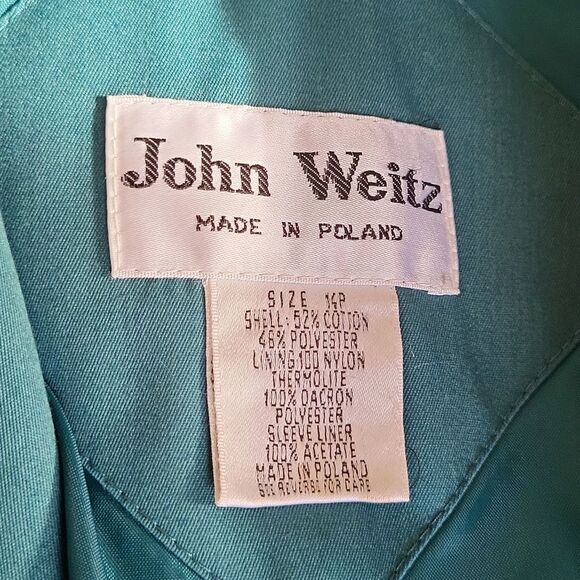 John Weitz
MADE IN POLAND
SIZE 14P
SHELL: 52% COTTON
48% POLYESTER
LINING 100 NYLON
THERMOLITE
100% DACRON
POLYESTER
SLEEVE LINER
100% ACETATE
MADE IN POLAND
SEE REVERSE FOR CARE